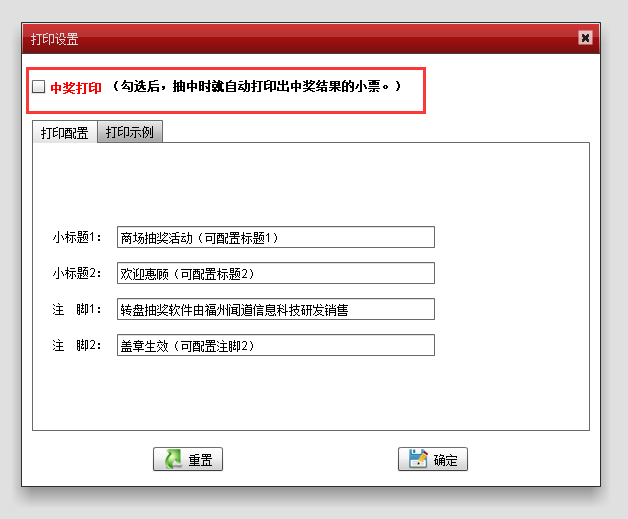 打印设置
中奖打印 (勾选后，抽中时就自动打印出中奖结果的小票。)
打印配置 打印示例
小标题1： 商场抽奖活动（可配置标题1）
小标题2： 欢迎惠顾（可配置标题2）
注 脚1： 转盘抽奖软件由福州闻道信息科技研发销售
注 脚2： 盖章生效（可配置注脚2）
重置 确定